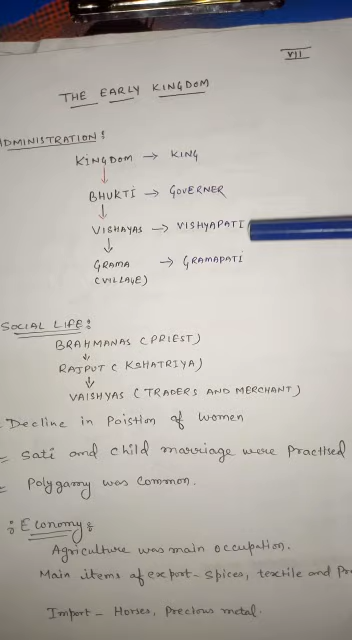 VII
THE EARLY KINGDOM
DMINISTRATION:
KINGDOM → KING
↓
BHUKTI → GOVERNER
↓
VISHAYAS → VISHYAPATI
↓
GRAMA → GRAMAPATI
(VILLAGE)
SOCIAL LIFE:
BRAHMANAS (PRIEST)
↓
RAJPUT (KSHATRIYA)
↓
VAISHYAS (TRADERS AND MERCHANT)
- Decline in Poistion of women
= Sati and child marriage were Practised
= Polygamy was common.
: Economy:
Agriculture was main occupation.
Main items of export - Spices, textile and Pr
Import - Horses, Precious metal.